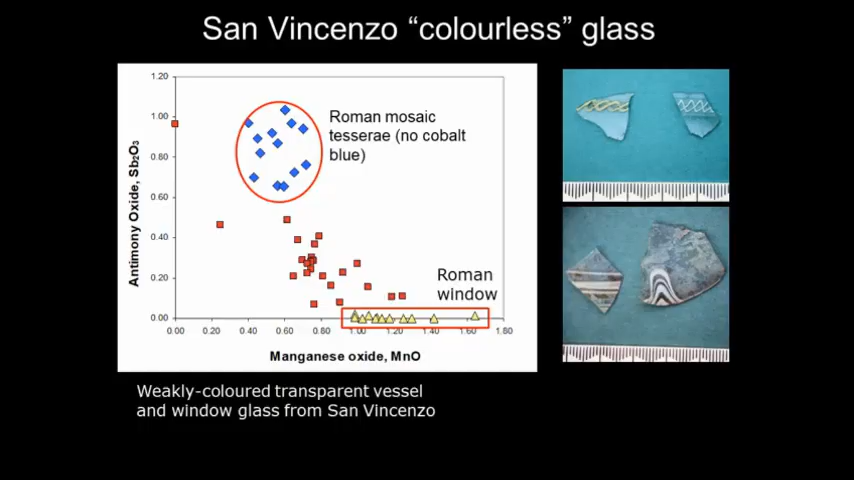 San Vincenzo “colourless” glass
1.20
1.00
0.80
0.60
0.40
0.20
0.00
Antimony Oxide, Sb2O3
Roman mosaic
tesserae (no cobalt
blue)
Roman
window
0.00 0.20 0.40 0.60 0.80 1.00 1.20 1.40 1.60 1.80
Manganese oxide, MnO
Weakly-coloured transparent vessel
and window glass from San Vincenzo